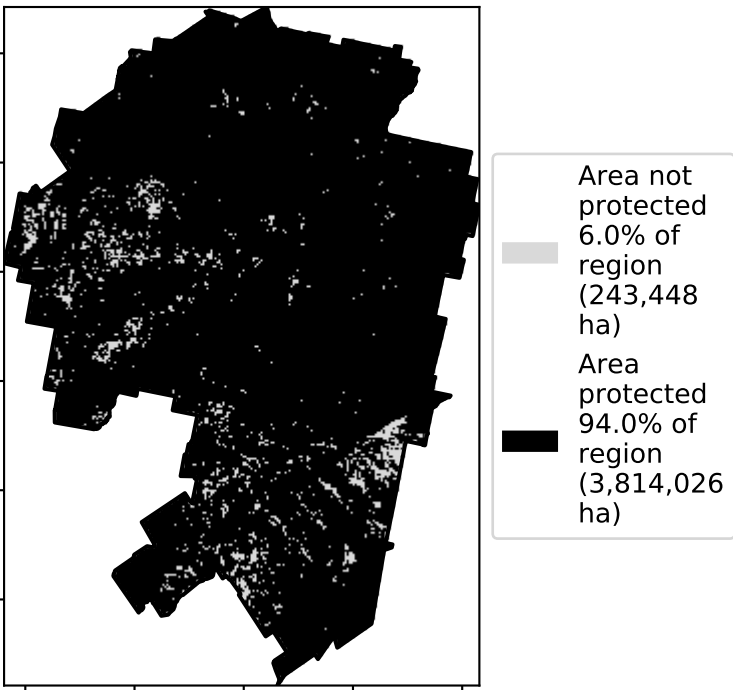 Area not
protected
6.0% of
region
(243,448
ha)
Area
protected
94.0% of
region
(3,814,026
ha)